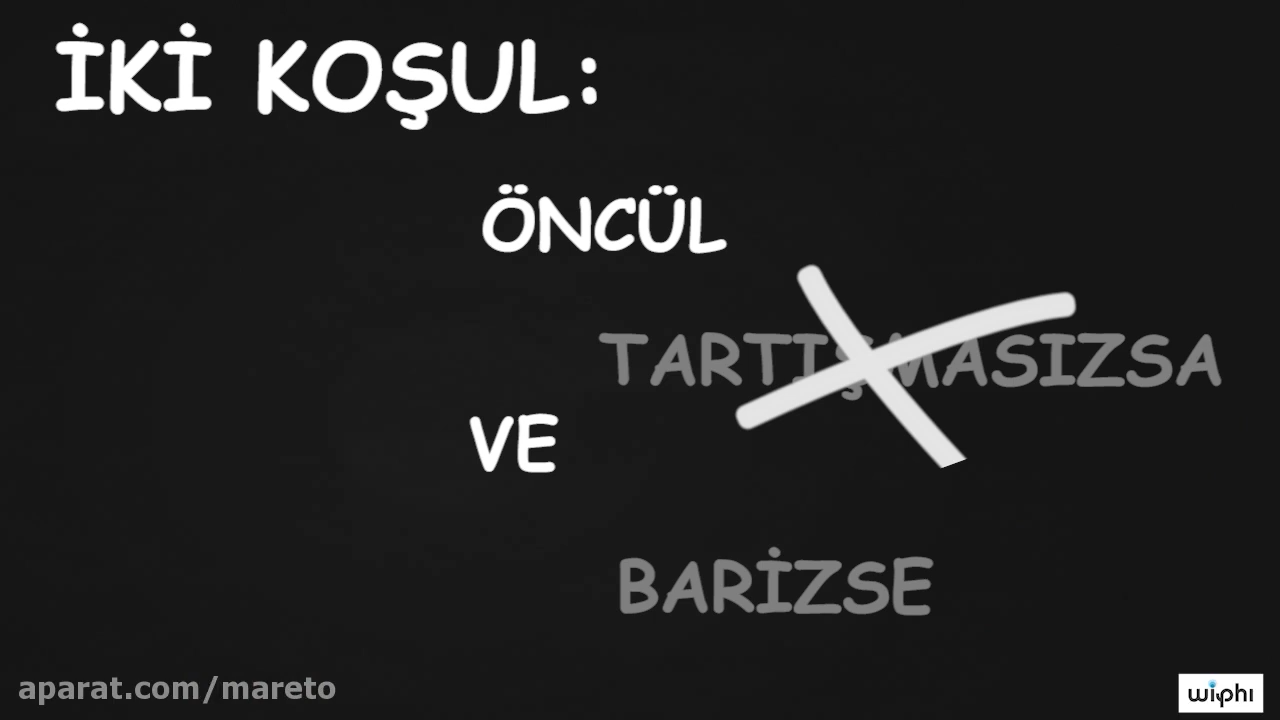 İKİ KOŞUL:
ÖNCÜL
TARTIŞMASIZSA
VE
BARİZSE
aparat.com/mareto
wiphi